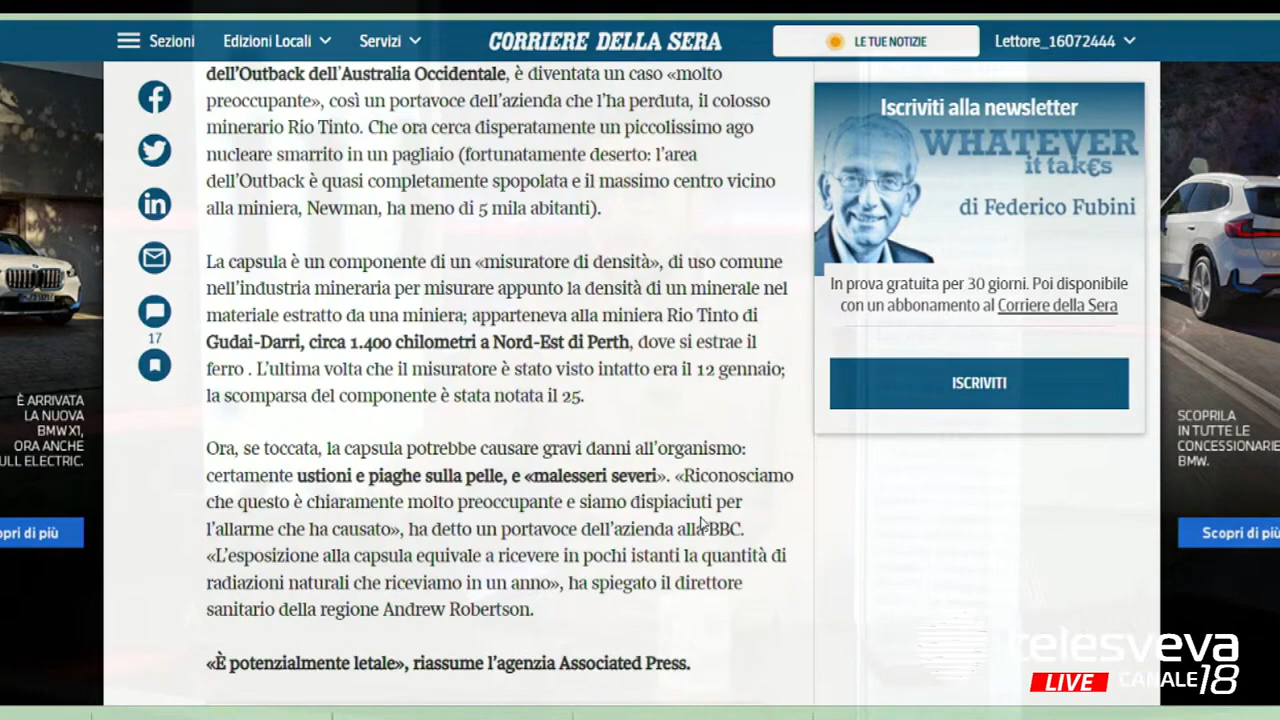 Sezioni
Edizioni Locali
Servizi
CORRIERE DELLA SERA
LE TUE NOTIZIE
Lettore_16072444
dell'Outback dell'Australia Occidentale, è diventata un caso «molto
preoccupante», così un portavoce dell'azienda che l'ha perduta, il colosso
minerario Rio Tinto. Che ora cerca disperatamente un piccolissimo ago
nucleare smarrito in un pagliaio (fortunatamente deserto: l'area
dell'Outback è quasi completamente spopolata e il massimo centro vicino
alla miniera, Newman, ha meno di 5 mila abitanti).
La capsula è un componente di un «misuratore di densità», di uso comune
nell'industria mineraria per misurare appunto la densità di un minerale nel
materiale estratto da una miniera; apparteneva alla miniera Rio Tinto di
Gudai-Darri, circa 1.400 chilometri a Nord-Est di Perth, dove si estrae il
ferro . L'ultima volta che il misuratore è stato visto intatto era il 12 gennaio;
la scomparsa del componente è stata notata il 25.
Ora, se toccata, la capsula potrebbe causare gravi danni all'organismo:
certamente ustioni e piaghe sulla pelle, e «malesseri severi». «Riconosciamo
che questo è chiaramente molto preoccupante e siamo dispiaciuti per
l'allarme che ha causato», ha detto un portavoce dell'azienda alla BBC.
«L'esposizione alla capsula equivale a ricevere in pochi istanti la quantità di
radiazioni naturali che riceviamo in un anno», ha spiegato il direttore
sanitario della regione Andrew Robertson.
«È potenzialmente letale», riassume l'agenzia Associated Press.
17
Iscriviti alla newsletter
WHATEVER
it tak€s
di Federico Fubini
In prova gratuita per 30 giorni. Poi disponibile
con un abbonamento al Corriere della Sera
ISCRIVITI
È ARRIVATA
LA NUOVA
BMW X1,
ORA ANCHE
ULL ELECTRIC.
opri di più
SCOPRILA
IN TUTTE LE
CONCESSIONARIE
BMW.
Scopri di più
telesveva
LIVE
CANALE 18